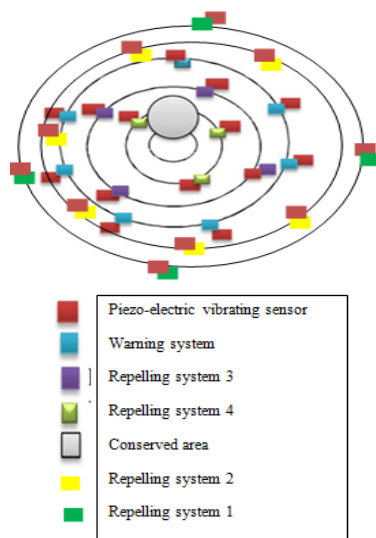 Piezo-electric vibrating sensor
Warning system
Repelling system 3
Repelling system 4
Conserved area
Repelling system 2
Repelling system 1